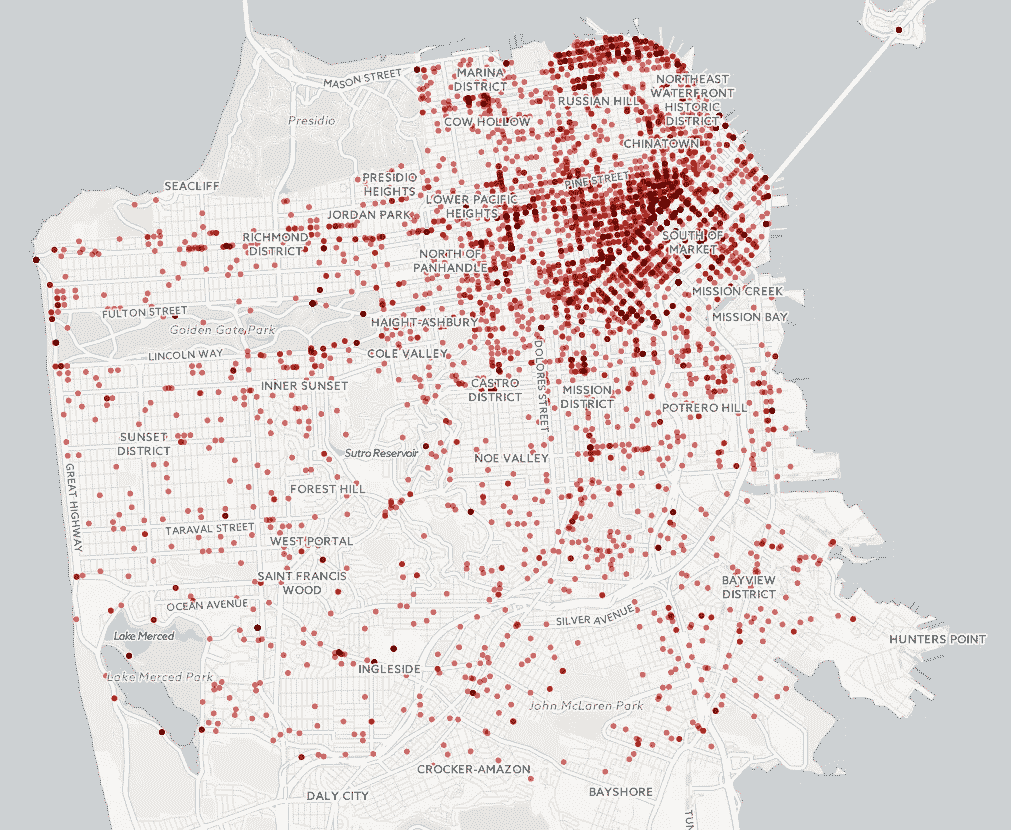 MASON STREET
MARINA
DISTRICT
NORTHEAST
WATERFRONT
HISTORIC
DISTRICT
RUSSIAN HILL
Presidio
COW HOLLOW
CHINATOWN
SEACLIFF
PRESIDIO
HEIGHTS
PINE STREET
LOWER PACIFIC
HEIGHTS
JORDAN PARK
RICHMOND
DISTRICT
SOUTH OF
MARKET
NORTH OF
PANHANDLE
MISSION CREEK
FULTON STREET
MISSION BAY
Golden Gate Park
HAIGHT-ASHBURY
LINCOLN WAY
COLE VALLEY
DOLORES STREET
INNER SUNSET
CASTRO
DISTRICT
MISSION
DISTRICT
POTRERO HILL
SUNSET
DISTRICT
Sutro Reservoir
NOE VALLEY
GREAT HIGHWAY
FOREST HILL
TARAVAL STREET
WEST PORTAL
SAINT FRANCIS
WOOD
BAYVIEW
DISTRICT
OCEAN AVENUE
SILVER AVENUE
Lake Merced
HUNTERS POINT
INGLESIDE
Lake Merced Park
John McLaren Park
CROCKER-AMAZON
DALY CITY
BAYSHORE
TUN